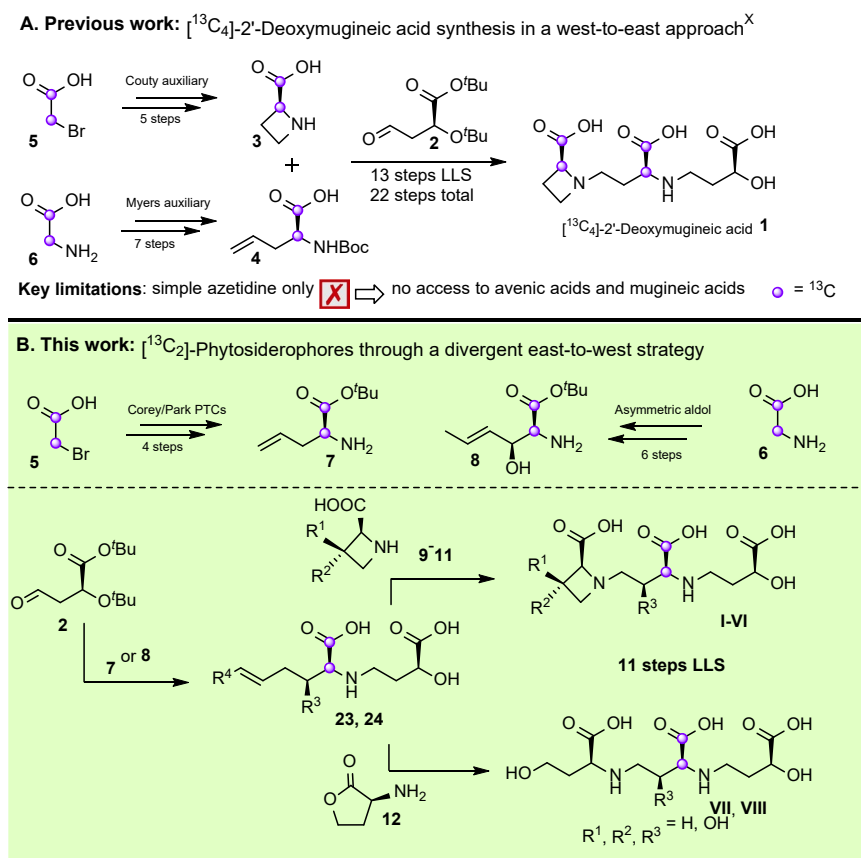 A. Previous work: [¹³C₄]-2'-Deoxymugineic acid synthesis in a west-to-east approachˣ
O
OH
Br
5
Couty auxiliary
5 steps
O
OH
NH
3
+
O
OᵗBu
O
OᵗBu
2
13 steps LLS
22 steps total
O
OH
N
O
OH
N
H
O
OH
OH
[¹³C₄]-2'-Deoxymugineic acid 1
O
OH
NH₂
6
Myers auxiliary
7 steps
O
OH
NHBoc
4
Key limitations: simple azetidine only ✗ ⇨ no access to avenic acids and mugineic acids
= ¹³C
B. This work: [¹³C₂]-Phytosiderophores through a divergent east-to-west strategy
O
OH
Br
5
Corey/Park PTCs
4 steps
O
OᵗBu
NH₂
7
O
OᵗBu
NH₂
OH
8
Asymmetric aldol
6 steps
O
OH
NH₂
6
O
OᵗBu
O
OᵗBu
2
7 or 8
HOOC
R¹
R²
NH
9-11
O
OH
R¹
R²
N
R³
O
OH
N
H
O
OH
OH
I-VI
11 steps LLS
R⁴
R³
O
OH
N
H
O
OH
OH
23, 24
O
O
NH₂
12
HO
O
OH
N
H
R³
O
OH
N
H
O
OH
OH
VII, VIII
R¹, R², R³ = H, OH